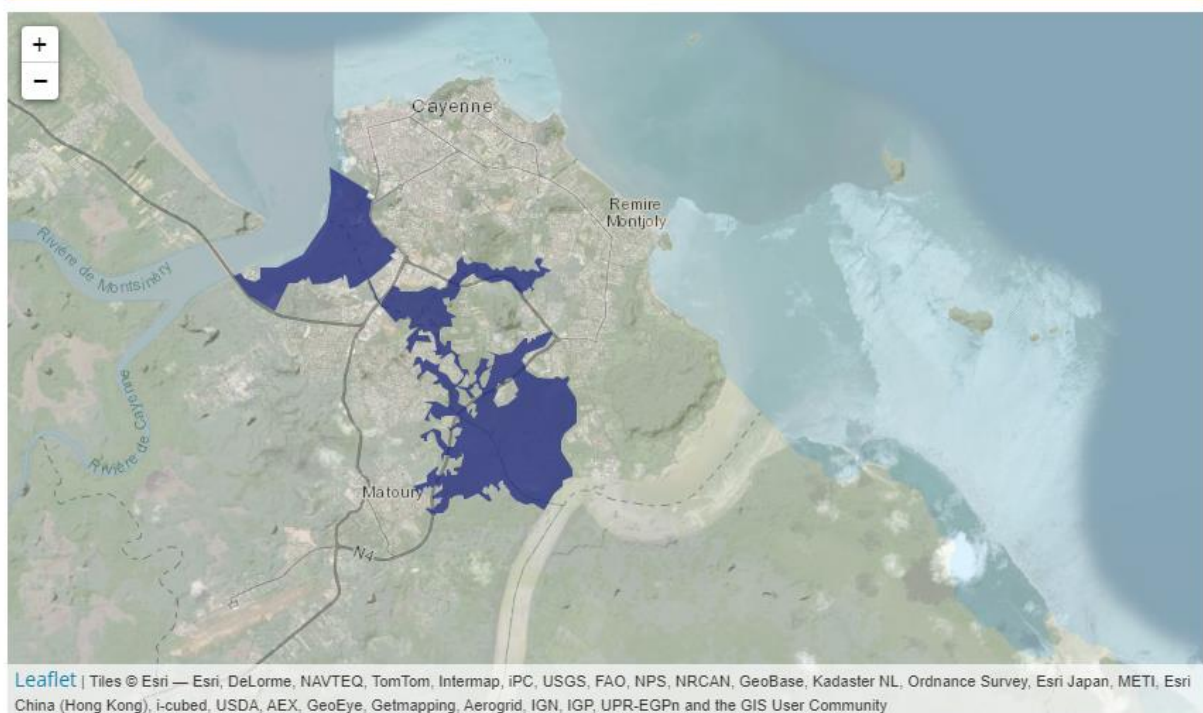 +
−
Cayenne
Remire
Montjoly
Rivière de Montsinéry
Rivière de Cayenne
Matoury
N4
Leaflet | Tiles © Esri — Esri, DeLorme, NAVTEQ, TomTom, Intermap, iPC, USGS, FAO, NPS, NRCAN, GeoBase, Kadaster NL, Ordnance Survey, Esri Japan, METI, Esri
China (Hong Kong), i-cubed, USDA, AEX, GeoEye, Getmapping, Aerogrid, IGN, IGP, UPR-EGPn and the GIS User Community